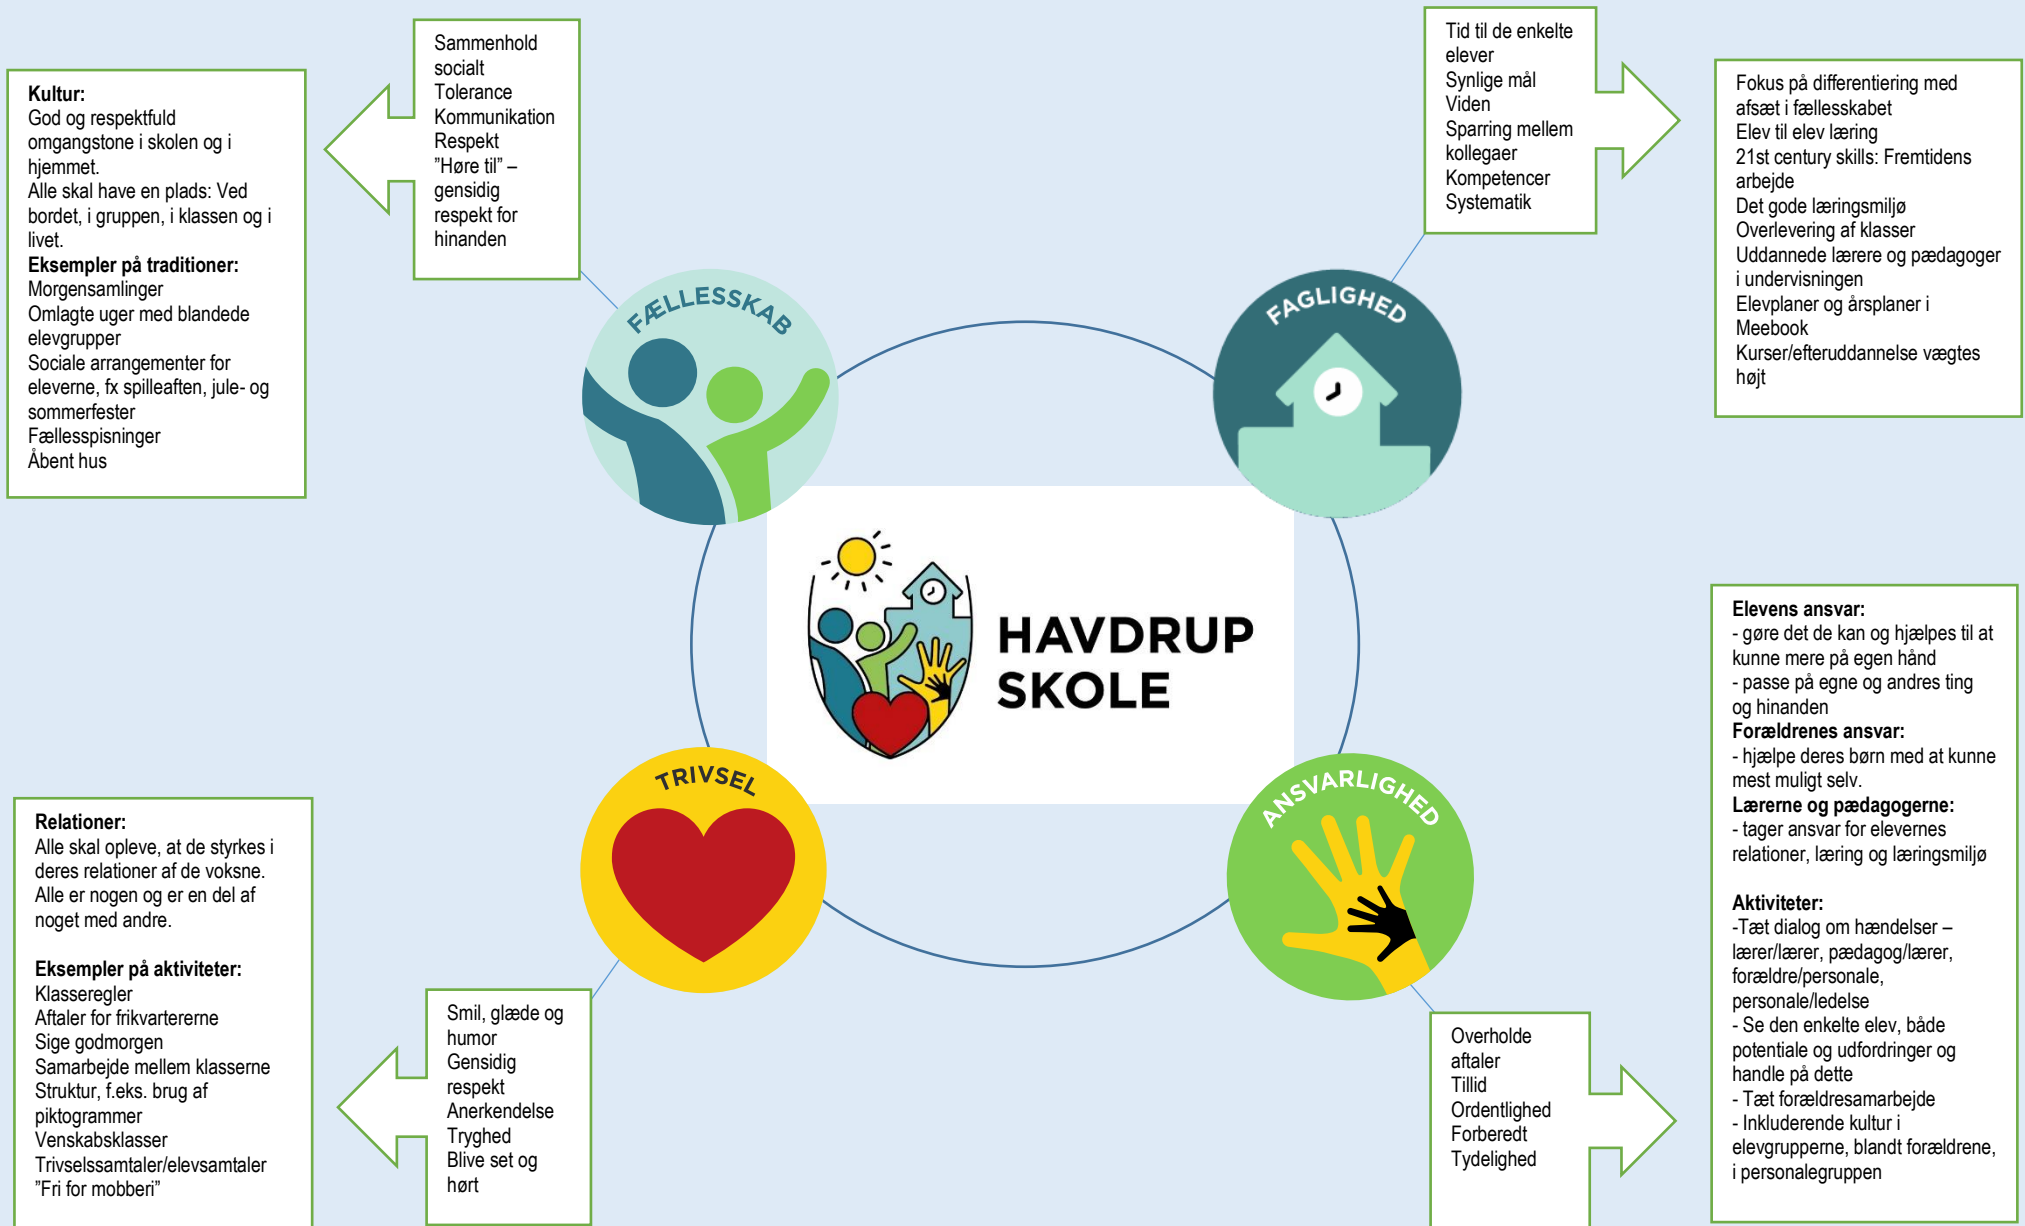 Kultur:
God og respektfuld
omgangstone i skolen og i
hjemmet.
Alle skal have en plads: Ved
bordet, i gruppen, i klassen og i
livet.
Eksempler på traditioner:
Morgensamlinger
Omlagte uger med blandede
elevgrupper
Sociale arrangementer for
eleverne, fx spilleaften, jule- og
sommerfester
Fællesspisninger
Åbent hus
Sammenhold
socialt
Tolerance
Kommunikation
Respekt
”Høre til” –
gensidig
respekt for
hinanden
FÆLLESSKAB
Tid til de enkelte
elever
Synlige mål
Viden
Sparring mellem
kollegaer
Kompetencer
Systematik
FAGLIGHED
Fokus på differentiering med
afsæt i fællesskabet
Elev til elev læring
21st century skills: Fremtidens
arbejde
Det gode læringsmiljø
Overlevering af klasser
Uddannede lærere og pædagoger
i undervisningen
Elevplaner og årsplaner i
Meebook
Kurser/efteruddannelse vægtes
højt
HAVDRUP
SKOLE
TRIVSEL
Relationer:
Alle skal opleve, at de styrkes i
deres relationer af de voksne.
Alle er nogen og er en del af
noget med andre.
Eksempler på aktiviteter:
Klasseregler
Aftaler for frikvartererne
Sige godmorgen
Samarbejde mellem klasserne
Struktur, f.eks. brug af
piktogrammer
Venskabsklasser
Trivselssamtaler/elevsamtaler
”Fri for mobberi”
Smil, glæde og
humor
Gensidig
respekt
Anerkendelse
Tryghed
Blive set og
hørt
ANSVARLIGHED
Overholde
aftaler
Tillid
Ordentlighed
Forberedt
Tydelighed
Elevens ansvar:
- gøre det de kan og hjælpes til at
kunne mere på egen hånd
- passe på egne og andres ting
og hinanden
Forældrenes ansvar:
- hjælpe deres børn med at kunne
mest muligt selv.
Lærerne og pædagogerne:
- tager ansvar for elevernes
relationer, læring og læringsmiljø
Aktiviteter:
-Tæt dialog om hændelser –
lærer/lærer, pædagog/lærer,
forældre/personale,
personale/ledelse
- Se den enkelte elev, både
potentiale og udfordringer og
handle på dette
- Tæt forældresamarbejde
- Inkluderende kultur i
elevgrupperne, blandt forældrene,
i personalegruppen